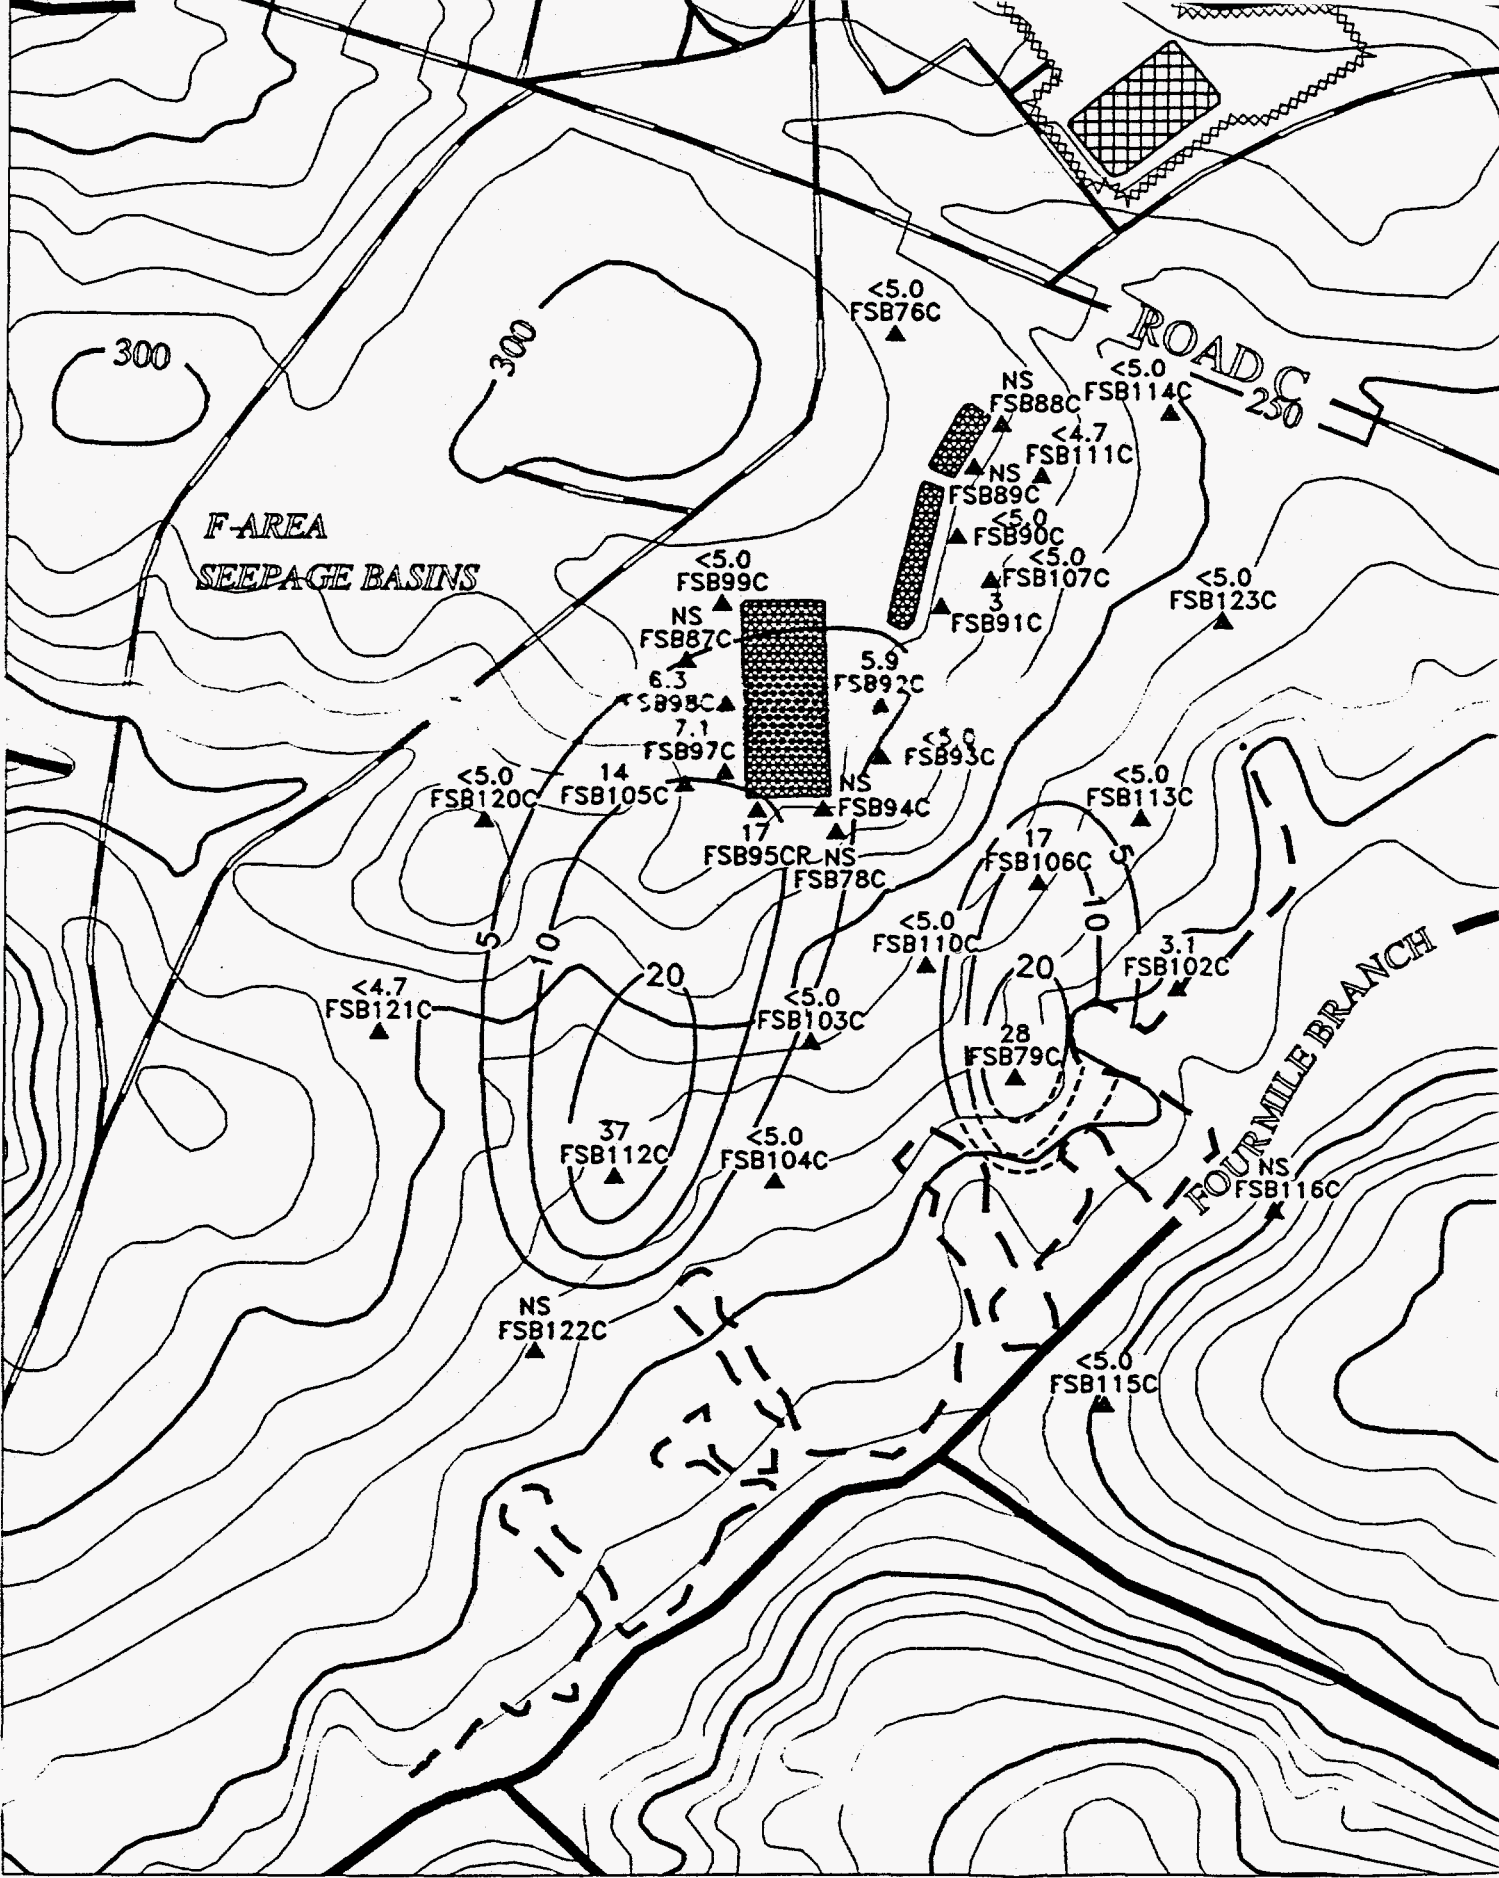 <5.0
FSB76C
ROAD C
250
300
300
<5.0
FSB114C
NS
FSB88C
<4.7
FSB111C
NS
FSB89C
<5.0
FSB90C
<5.0
FSB107C
3
FSB91C
<5.0
FSB123C
F-AREA
SEEPAGE BASINS
<5.0
FSB99C
NS
FSB87C
6.3
SB98C
7.1
FSB97C
5.9
FSB92C
<5.0
FSB93C
14
FSB105C
<5.0
FSB120C
NS
FSB94C
17
FSB95CR
NS
FSB78C
<5.0
FSB113C
17
FSB106C
5
10
<5.0
FSB110C
3.1
FSB102C
5
10
20
20
<4.7
FSB121C
<5.0
FSB103C
28
FSB79C
FOURMILE BRANCH
37
FSB112C
<5.0
FSB104C
NS
FSB116C
NS
FSB122C
<5.0
FSB115C